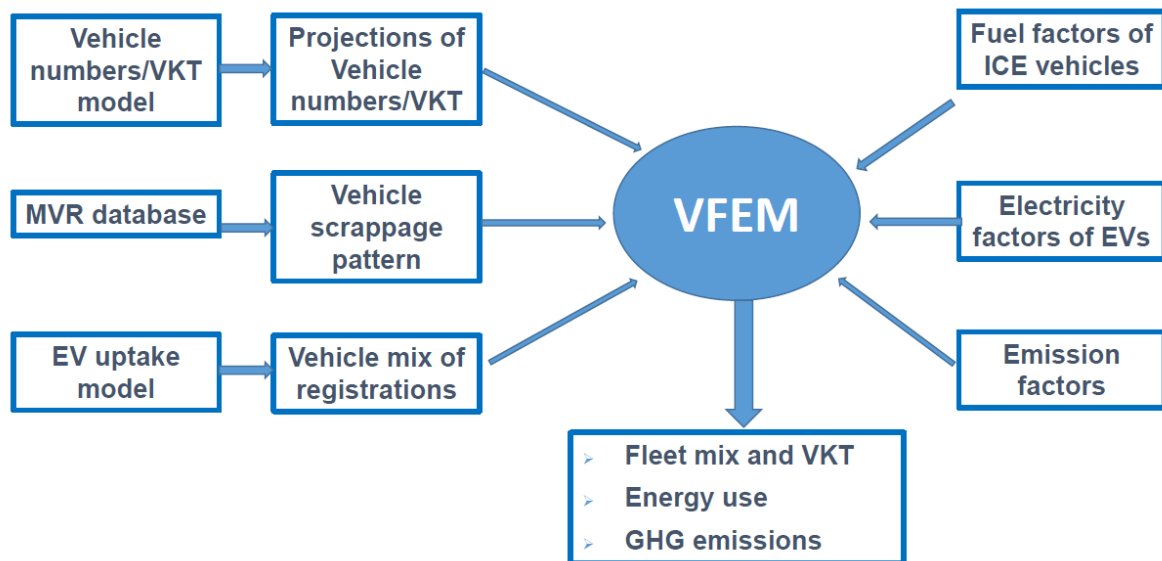 Vehicle
numbers/VKT
model
Projections of
Vehicle
numbers/VKT
Fuel factors of
ICE vehicles
MVR database
Vehicle
scrappage
pattern
VFEM
Electricity
factors of EVs
EV uptake
model
Vehicle mix of
registrations
Emission
factors
Fleet mix and VKT
Energy use
GHG emissions